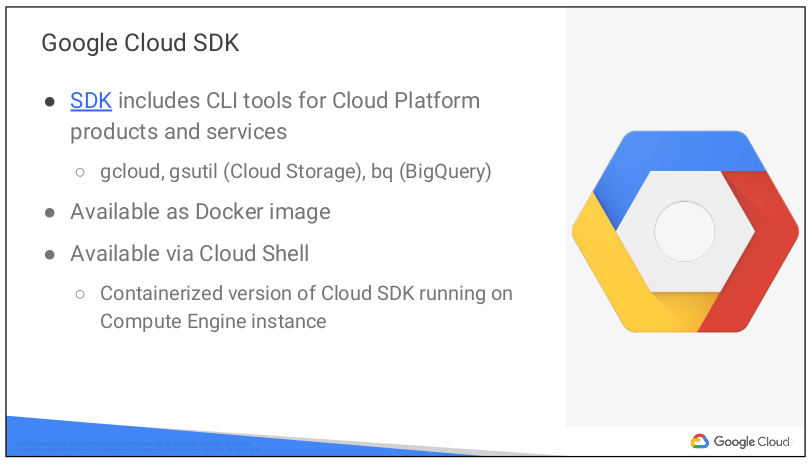 Google Cloud SDK
● SDK includes CLI tools for Cloud Platform
products and services
○ gcloud, gsutil (Cloud Storage), bq (BigQuery)
● Available as Docker image
● Available via Cloud Shell
○ Containerized version of Cloud SDK running on
Compute Engine instance
Google Cloud